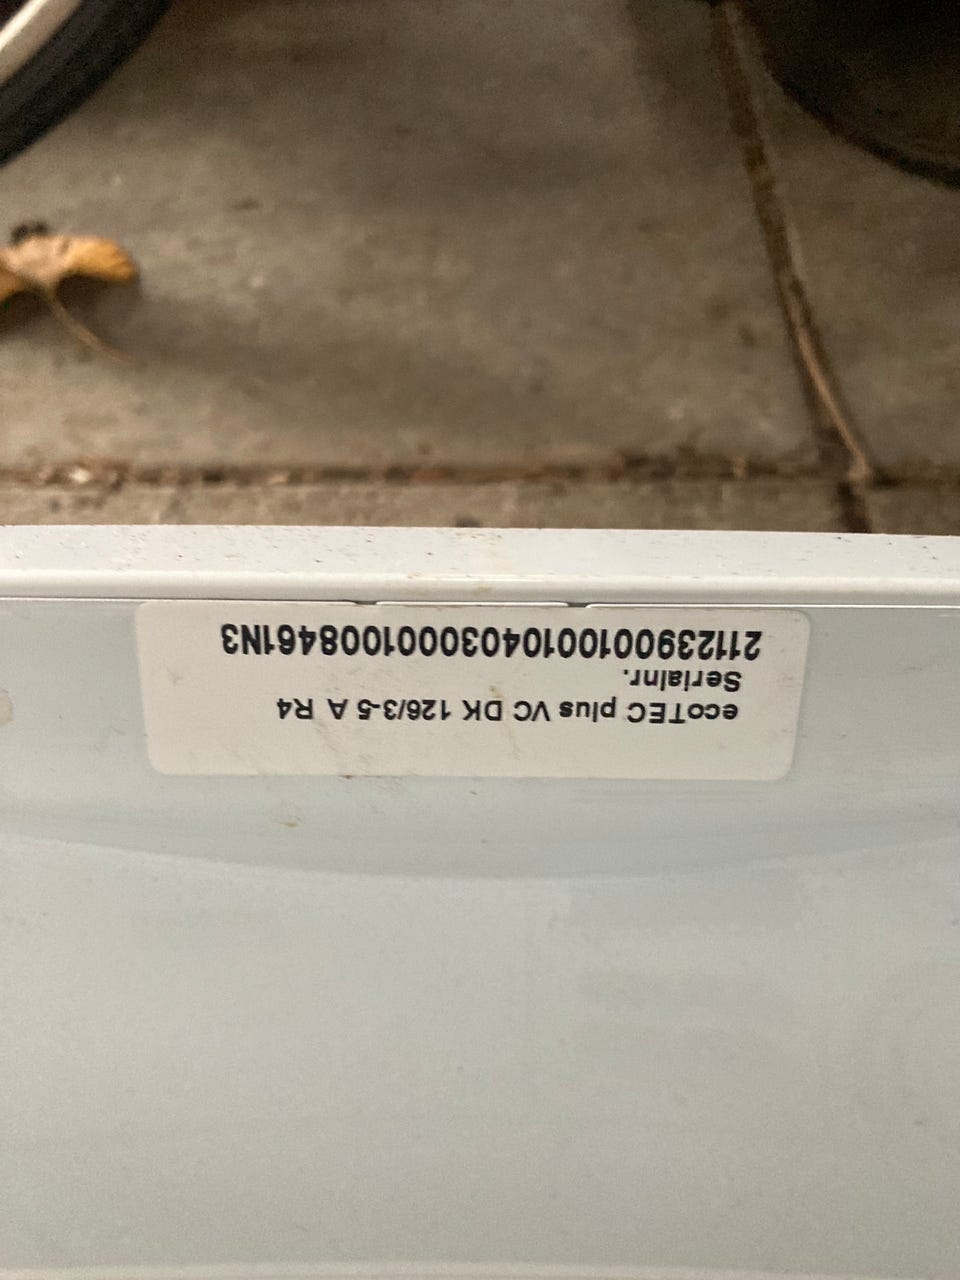 ecoTEC plus VC DK 126/3-5 A R4
Serialnr.
21123900100104030001008461N3